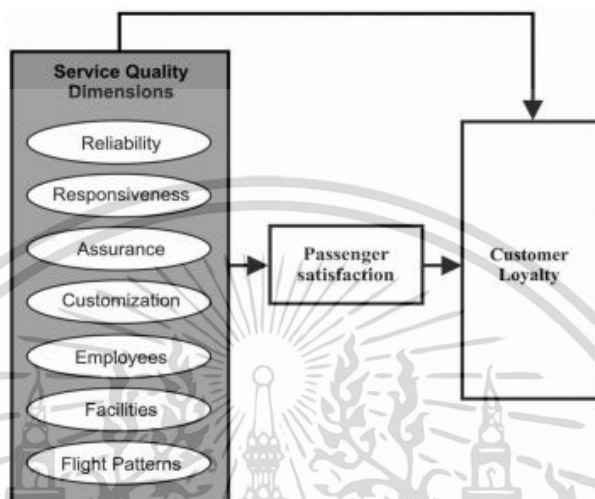 Service Quality
Dimensions
Reliability
Responsiveness
Assurance
Customization
Employees
Facilities
Flight Patterns
Passenger
satisfaction
Customer
Loyalty